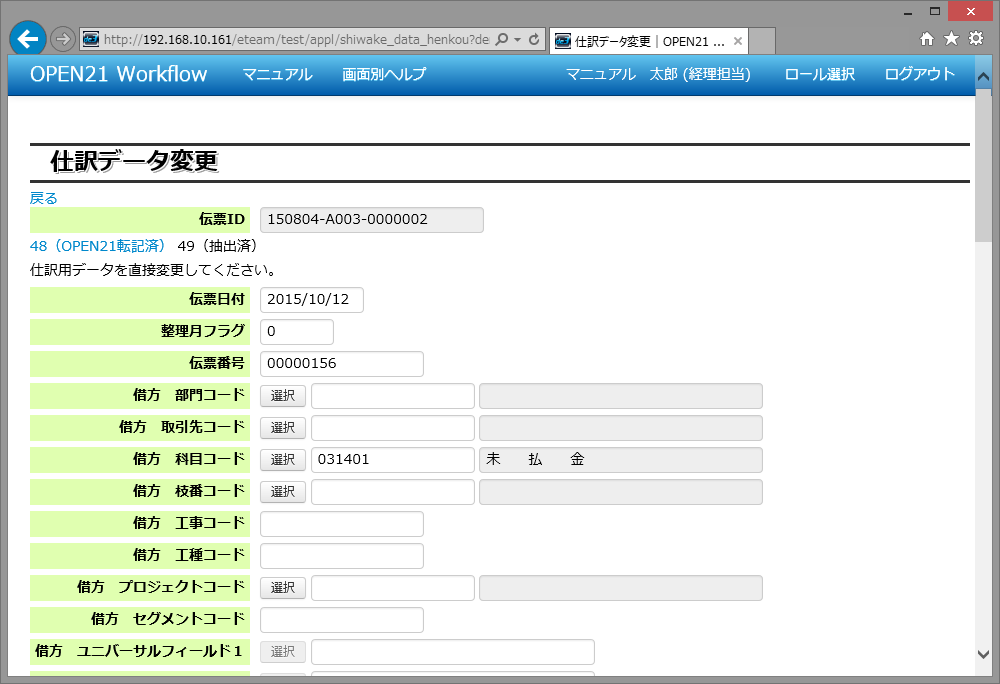 http://192.168.10.161/eteam/test/appl/shiwake_data_henkou?de
仕訳データ変更｜OPEN21 ...
OPEN21 Workflow マニュアル 画面別ヘルプ マニュアル 太郎 (経理担当) ロール選択 ログアウト
仕訳データ変更
戻る
伝票ID 150804-A003-0000002
48（OPEN21転記済） 49（抽出済）
仕訳用データを直接変更してください。
伝票日付 2015/10/12
整理月フラグ 0
伝票番号 00000156
借方　部門コード 選択
借方　取引先コード 選択
借方　科目コード 選択 031401 未　払　金
借方　枝番コード 選択
借方　工事コード
借方　工種コード
借方　プロジェクトコード 選択
借方　セグメントコード
借方　ユニバーサルフィールド１ 選択